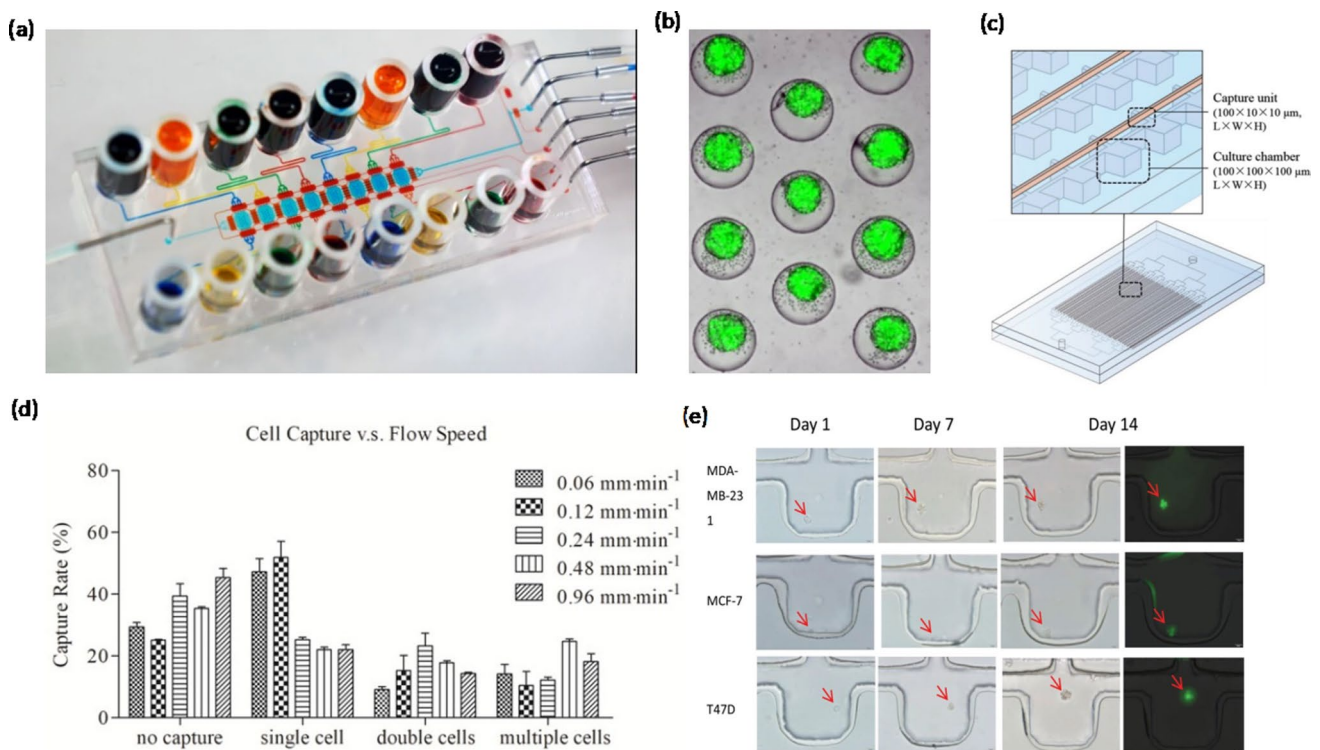 (a)
(b)
(c)
Capture unit
(100×10×10 μm,
L×W×H)
Culture chamber
(100×100×100 μm
L×W×H)
(d)
Cell Capture v.s. Flow Speed
Capture Rate (%)
80
60
40
20
0
0.06 mm·min⁻¹
0.12 mm·min⁻¹
0.24 mm·min⁻¹
0.48 mm·min⁻¹
0.96 mm·min⁻¹
no capture single cell double cells multiple cells
(e)
Day 1 Day 7 Day 14
MDA-
MB-23
1
MCF-7
T47D